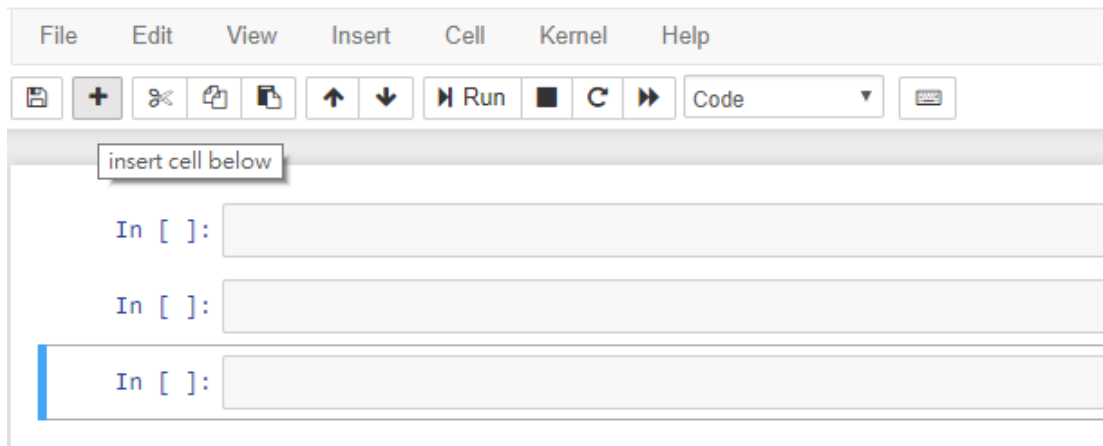 File Edit View Insert Cell Kernel Help
Run Code
insert cell below
In [ ]:
In [ ]:
In [ ]: